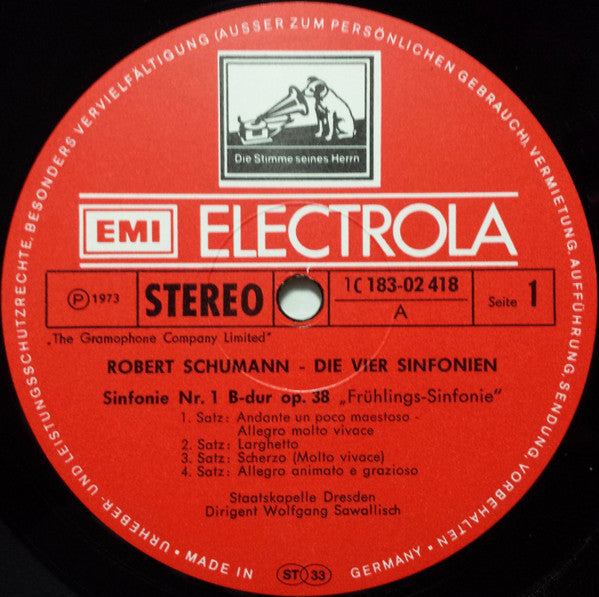 Die Stimme seines Herrn
EMI ELECTROLA
Ⓟ 1973
STEREO
1C 183-02 418
A
Seite 1
„The Gramophone Company Limited"
ROBERT SCHUMANN - DIE VIER SINFONIEN
Sinfonie Nr. 1 B-dur op. 38 „Frühlings-Sinfonie"
1. Satz: Andante un poco maestoso -
Allegro molto vivace
2. Satz: Larghetto
3. Satz: Scherzo (Molto vivace)
4. Satz: Allegro animato e grazioso
Staatskapelle Dresden
Dirigent Wolfgang Sawallisch
URHEBER- UND LEISTUNGSSCHUTZRECHTE, BESONDERS VERVIELFÄLTIGUNG (AUSSER ZUM PERSÖNLICHEN GEBRAUCH), VERMIETUNG, AUFFÜHRUNG, SENDUNG, VORBEHALTEN •
• MADE IN GERMANY •
ST 33